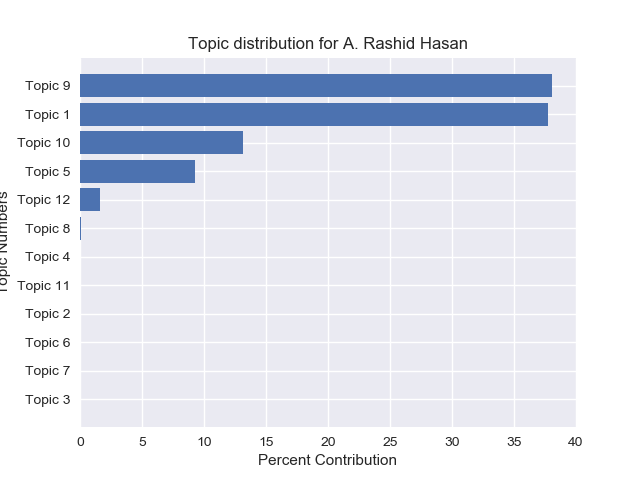 Topic distribution for A. Rashid Hasan
Topic 9
Topic 1
Topic 10
Topic 5
Topic 12
Topic 8
Topic 4
Topic 11
Topic 2
Topic 6
Topic 7
Topic 3
Topic Numbers
0 5 10 15 20 25 30 35 40
Percent Contribution